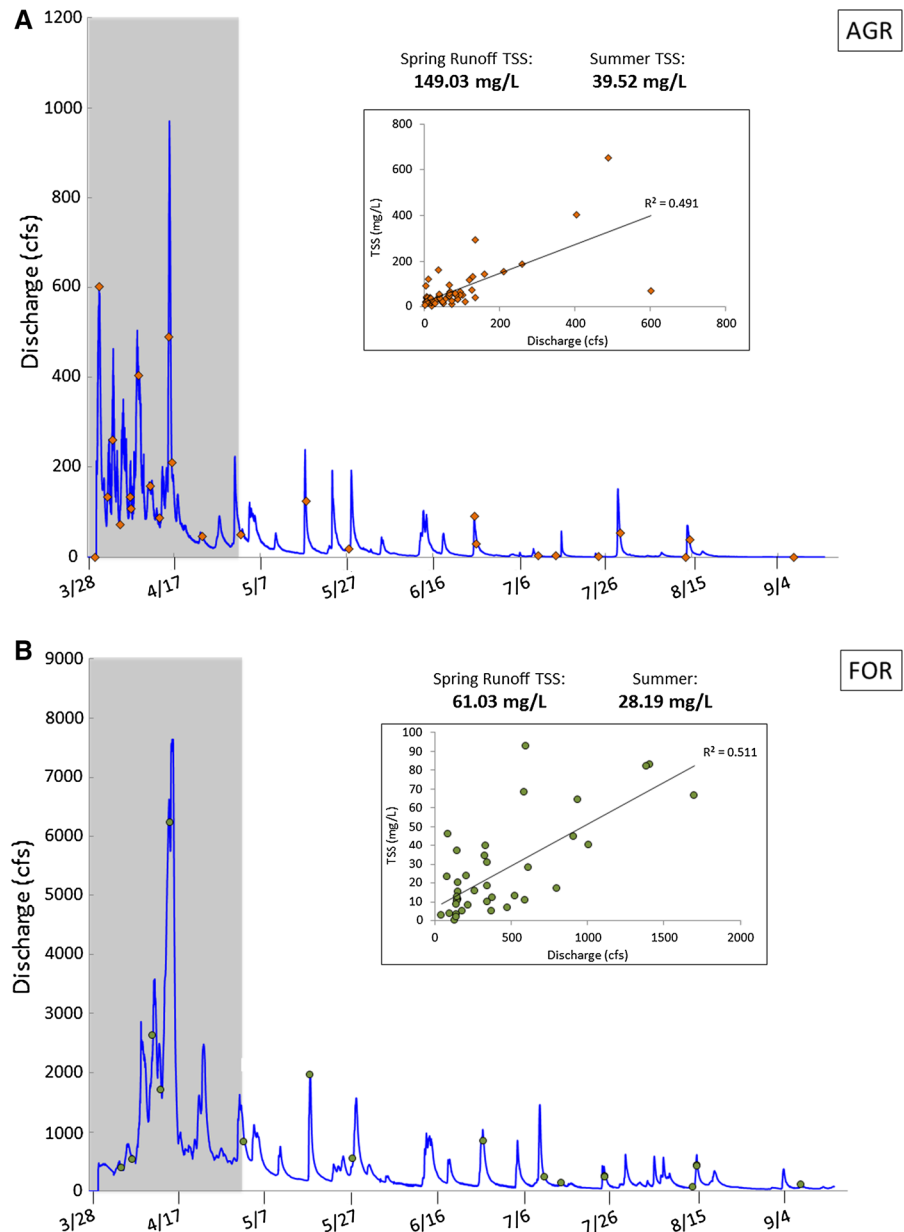 A
AGR
Spring Runoff TSS: Summer TSS:
149.03 mg/L 39.52 mg/L
1200
1000
800
600
400
200
0
Discharge (cfs)
800
600
400
200
0
TSS (mg/L)
R² = 0.491
0 200 400 600 800
Discharge (cfs)
3/28 4/17 5/7 5/27 6/16 7/6 7/26 8/15 9/4
B
FOR
Spring Runoff TSS: Summer:
61.03 mg/L 28.19 mg/L
9000
8000
7000
6000
5000
4000
3000
2000
1000
0
Discharge (cfs)
100
90
80
70
60
50
40
30
20
10
0
TSS (mg/L)
R² = 0.511
0 500 1000 1500 2000
Discharge (cfs)
3/28 4/17 5/7 5/27 6/16 7/6 7/26 8/15 9/4